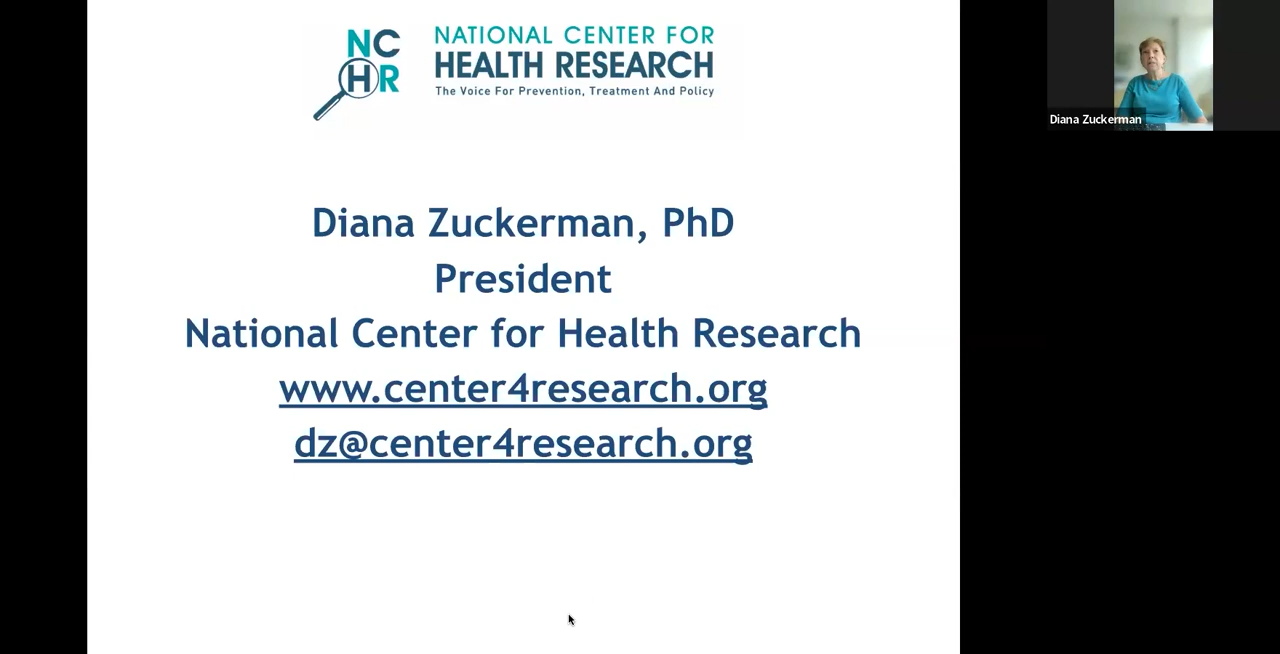 NC
HR
NATIONAL CENTER FOR
HEALTH RESEARCH
The Voice For Prevention, Treatment And Policy
Diana Zuckerman, PhD
President
National Center for Health Research
www.center4research.org
dz@center4research.org
Diana Zuckerman